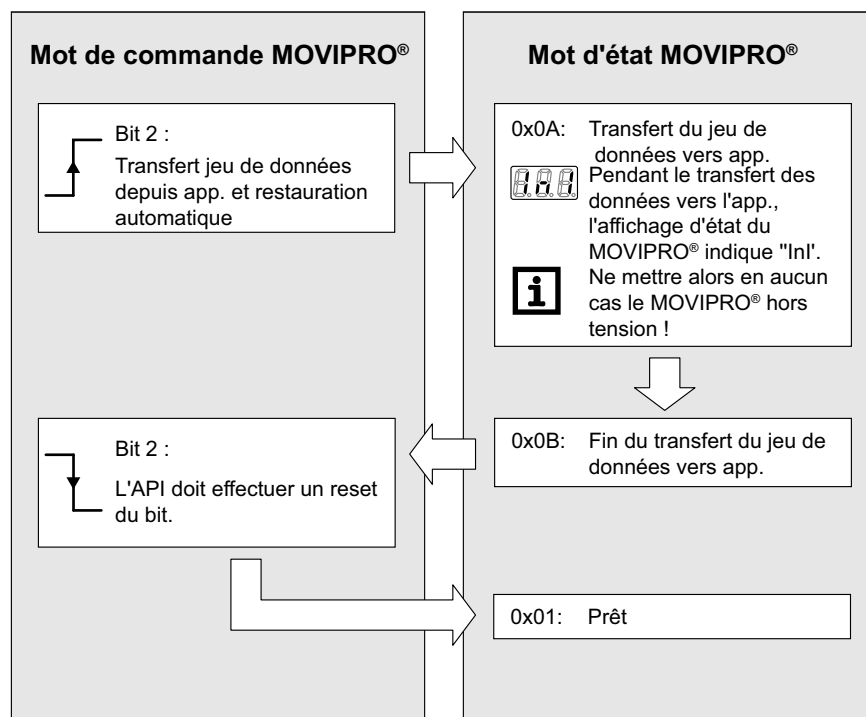 Mot de commande MOVIPRO®
Mot d'état MOVIPRO®
Bit 2 :
Transfert jeu de données
depuis app. et restauration
automatique
0x0A: Transfert du jeu de
données vers app.
InI
Pendant le transfert des
données vers l'app.,
l'affichage d'état du
MOVIPRO® indique "InI'.
i
Ne mettre alors en aucun
cas le MOVIPRO® hors
tension !
Bit 2 :
L'API doit effectuer un reset
du bit.
0x0B: Fin du transfert du jeu de
données vers app.
0x01: Prêt